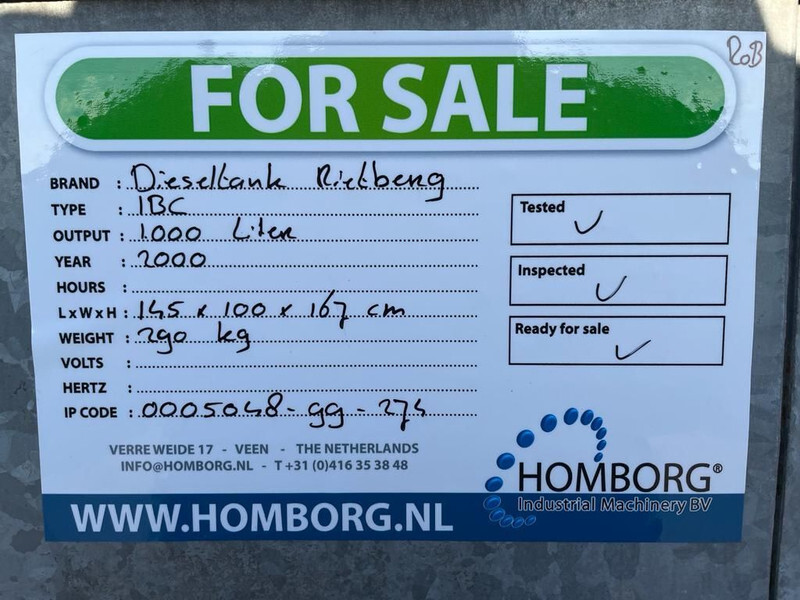 RoB
FOR SALE
BRAND : Dieseltank Rietberg
TYPE : IBC
OUTPUT : 1000 Liter
YEAR : 2000
HOURS :
L x W x H : 145 x 100 x 167 cm
WEIGHT : 290 kg
VOLTS :
HERTZ :
IP CODE : 0005048-gg-274
Tested ✓
Inspected ✓
Ready for sale ✓
VERRE WEIDE 17 - VEEN - THE NETHERLANDS
INFO@HOMBORG.NL - T +31 (0)416 35 38 48
HOMBORG®
Industrial Machinery BV
WWW.HOMBORG.NL